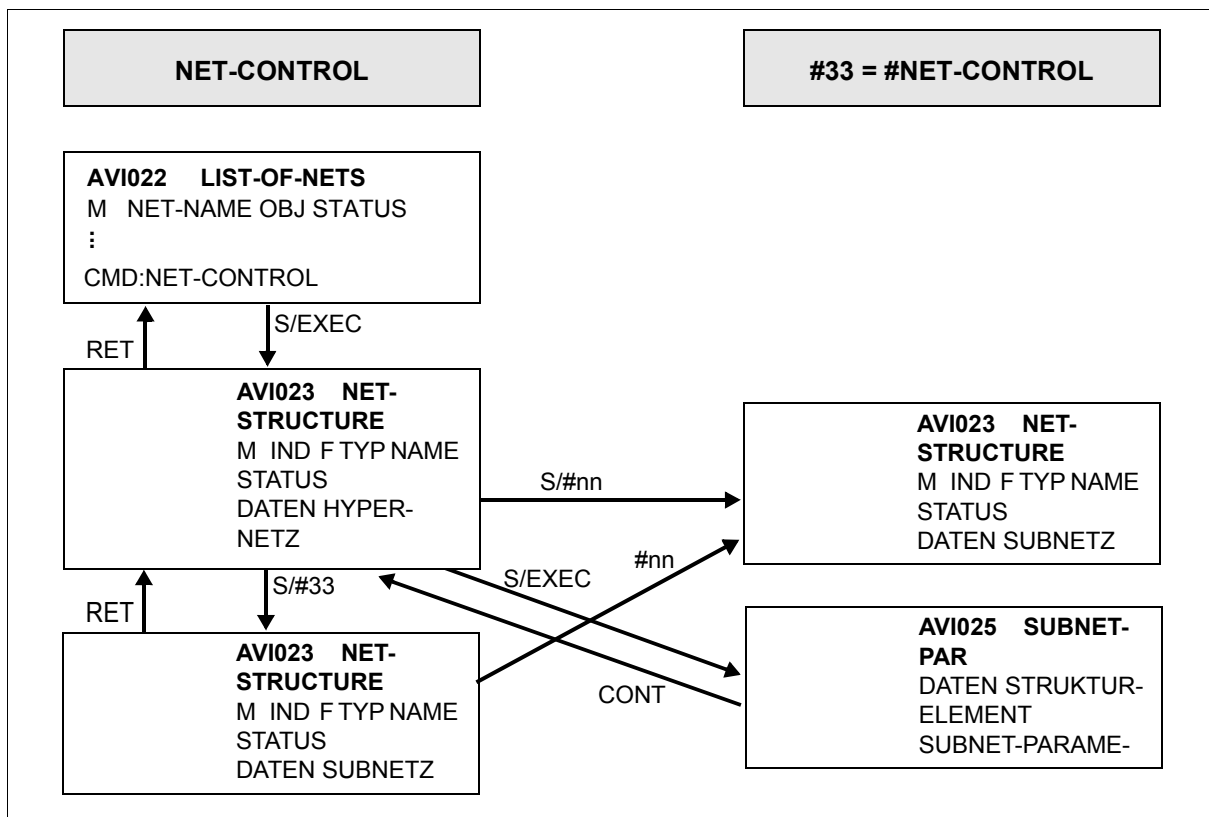 NET-CONTROL
#33 = #NET-CONTROL
AVI022 LIST-OF-NETS
M NET-NAME OBJ STATUS
⋮
CMD:NET-CONTROL
S/EXEC
RET
AVI023 NET-
STRUCTURE
M IND F TYP NAME
STATUS
DATEN HYPER-
NETZ
S/#nn
AVI023 NET-
STRUCTURE
M IND F TYP NAME
STATUS
DATEN SUBNETZ
#nn
S/EXEC
S/#33
RET
CONT
AVI023 NET-
STRUCTURE
M IND F TYP NAME
STATUS
DATEN SUBNETZ
AVI025 SUBNET-
PAR
DATEN STRUKTUR-
ELEMENT
SUBNET-PARAME-